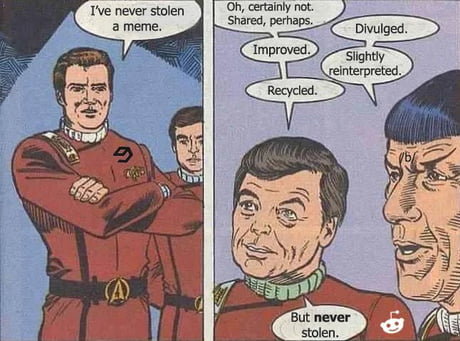 I've never stolen
a meme.
Oh, certainly not.
Shared, perhaps.
Improved.
Recycled.
Divulged.
Slightly
reinterpreted.
/b/
But never
stolen.